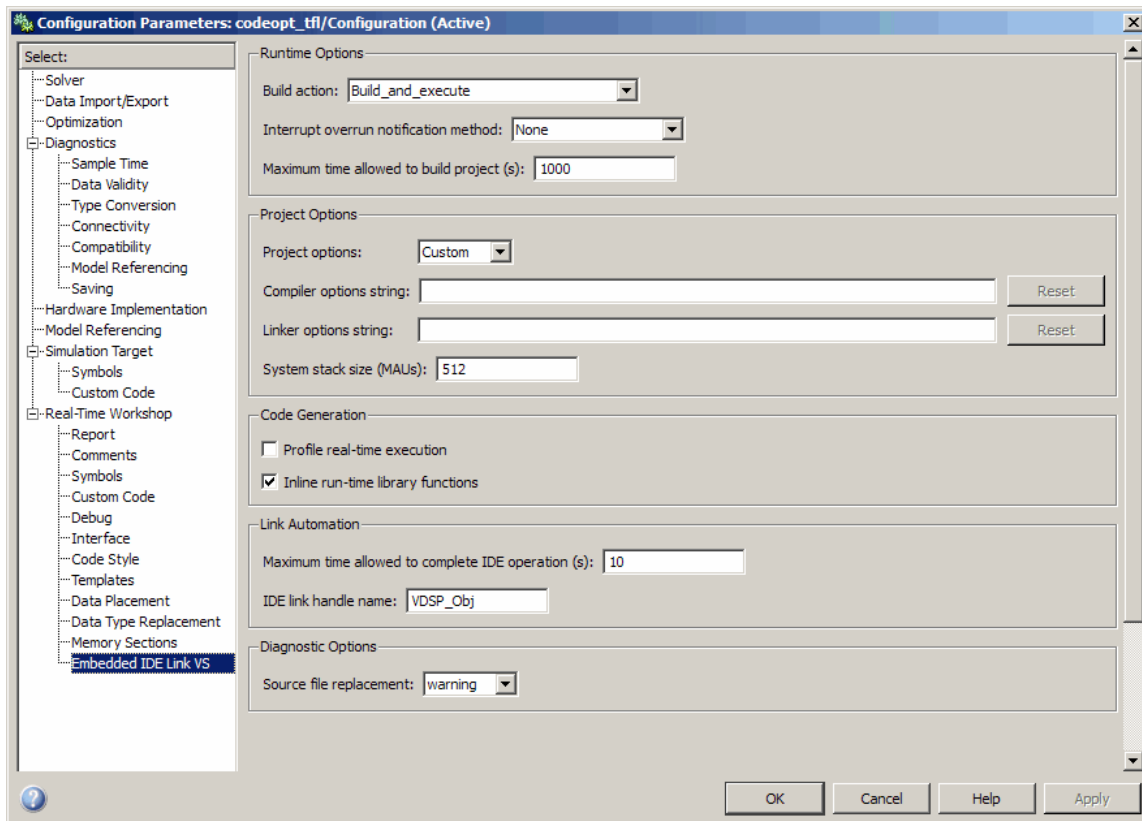 Configuration Parameters: codeopt_tfl/Configuration (Active)
Select:
Solver
Data Import/Export
Optimization
Diagnostics
Sample Time
Data Validity
Type Conversion
Connectivity
Compatibility
Model Referencing
Saving
Hardware Implementation
Model Referencing
Simulation Target
Symbols
Custom Code
Real-Time Workshop
Report
Comments
Symbols
Custom Code
Debug
Interface
Code Style
Templates
Data Placement
Data Type Replacement
Memory Sections
Embedded IDE Link VS
Runtime Options
Build action: Build_and_execute
Interrupt overrun notification method: None
Maximum time allowed to build project (s): 1000
Project Options
Project options: Custom
Compiler options string: Reset
Linker options string: Reset
System stack size (MAUs): 512
Code Generation
Profile real-time execution
Inline run-time library functions
Link Automation
Maximum time allowed to complete IDE operation (s): 10
IDE link handle name: VDSP_Obj
Diagnostic Options
Source file replacement: warning
OK Cancel Help Apply